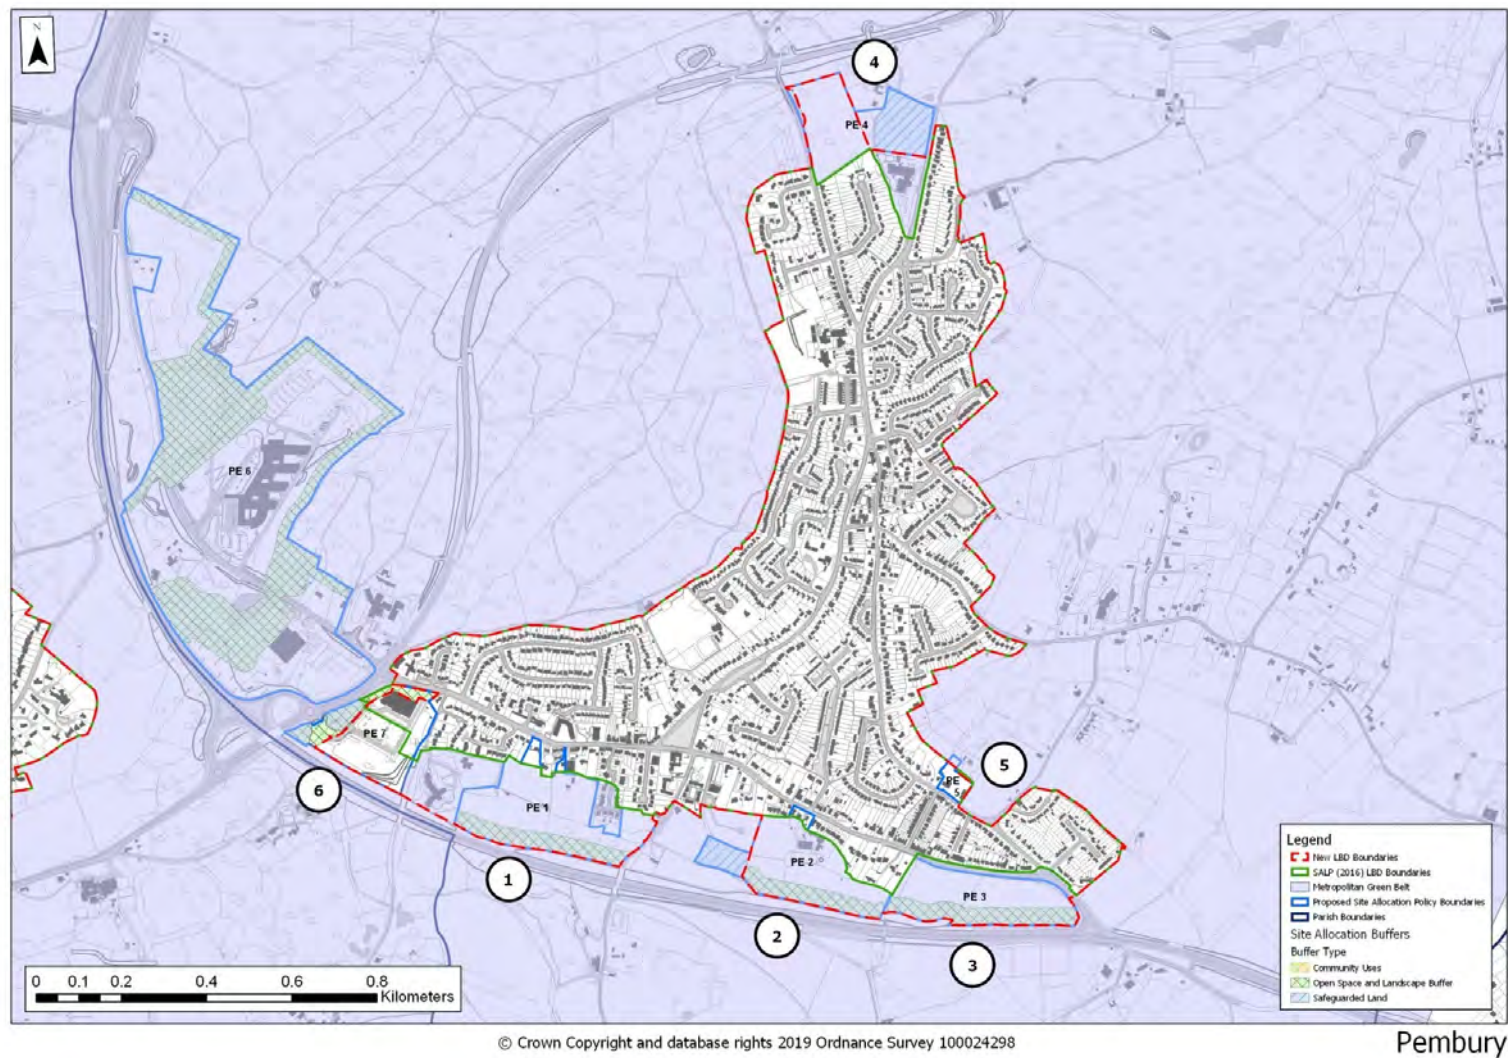 N
4
PE 4
PE 6
5
PE
5
PE 7
6
PE 1
PE 2
PE 3
1
2
3
Legend
New LBD Boundaries
SALP (2016) LBD Boundaries
Metropolitan Green Belt
Proposed Site Allocation Policy Boundaries
Parish Boundaries
Site Allocation Buffers
Buffer Type
Community Uses
Open Space and Landscape Buffer
Safeguarded Land
0 0.1 0.2 0.4 0.6 0.8
Kilometers
© Crown Copyright and database rights 2019 Ordnance Survey 100024298
Pembury